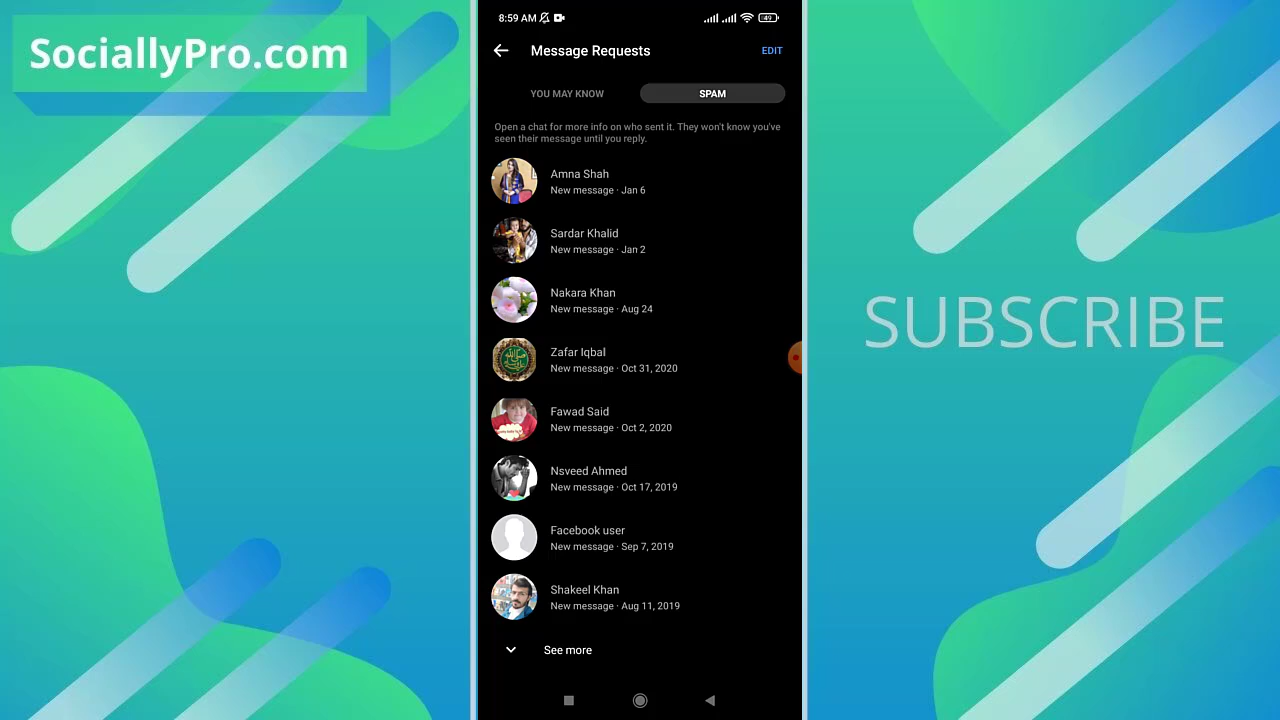 SociallyPro.com
8:59 AM
49
Message Requests
EDIT
YOU MAY KNOW
SPAM
Open a chat for more info on who sent it. They won't know you've
seen their message until you reply.
Amna Shah
New message · Jan 6
Sardar Khalid
New message · Jan 2
Nakara Khan
New message · Aug 24
Zafar Iqbal
New message · Oct 31, 2020
Fawad Said
New message · Oct 2, 2020
Nsveed Ahmed
New message · Oct 17, 2019
Facebook user
New message · Sep 7, 2019
Shakeel Khan
New message · Aug 11, 2019
See more
SUBSCRIBE